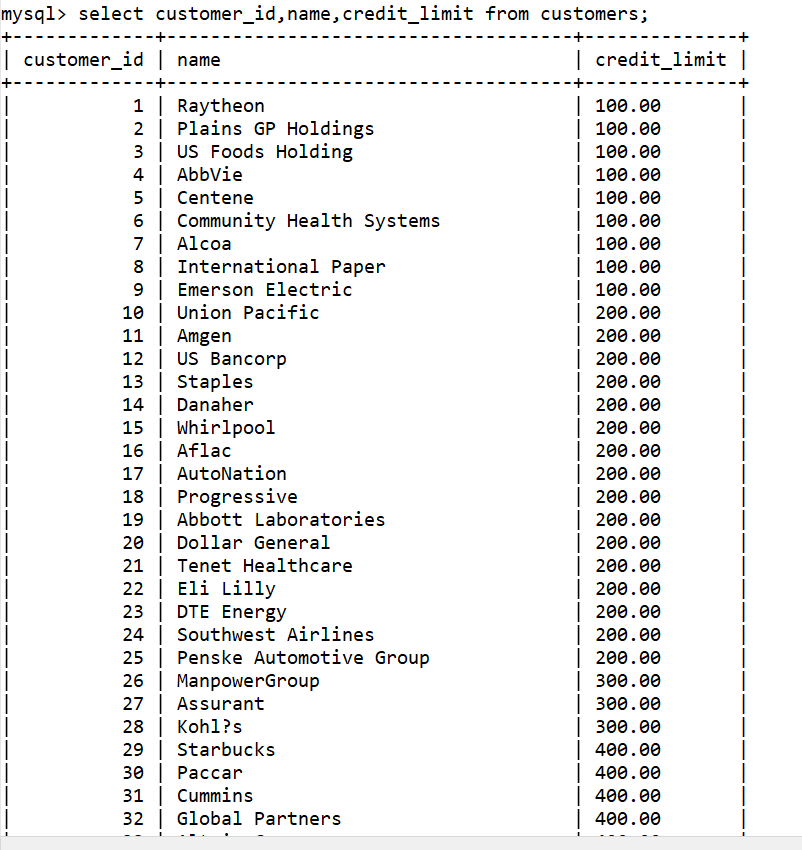 mysql> select customer_id,name,credit_limit from customers;
+-------------+-------------------------------------+--------------+
| customer_id | name                                | credit_limit |
+-------------+-------------------------------------+--------------+
|           1 | Raytheon                            | 100.00       |
|           2 | Plains GP Holdings                  | 100.00       |
|           3 | US Foods Holding                    | 100.00       |
|           4 | AbbVie                              | 100.00       |
|           5 | Centene                             | 100.00       |
|           6 | Community Health Systems            | 100.00       |
|           7 | Alcoa                               | 100.00       |
|           8 | International Paper                 | 100.00       |
|           9 | Emerson Electric                    | 100.00       |
|          10 | Union Pacific                       | 200.00       |
|          11 | Amgen                               | 200.00       |
|          12 | US Bancorp                          | 200.00       |
|          13 | Staples                             | 200.00       |
|          14 | Danaher                             | 200.00       |
|          15 | Whirlpool                           | 200.00       |
|          16 | Aflac                               | 200.00       |
|          17 | AutoNation                          | 200.00       |
|          18 | Progressive                         | 200.00       |
|          19 | Abbott Laboratories                 | 200.00       |
|          20 | Dollar General                      | 200.00       |
|          21 | Tenet Healthcare                    | 200.00       |
|          22 | Eli Lilly                           | 200.00       |
|          23 | DTE Energy                          | 200.00       |
|          24 | Southwest Airlines                  | 200.00       |
|          25 | Penske Automotive Group             | 200.00       |
|          26 | ManpowerGroup                       | 300.00       |
|          27 | Assurant                            | 300.00       |
|          28 | Kohl?s                              | 300.00       |
|          29 | Starbucks                           | 400.00       |
|          30 | Paccar                              | 400.00       |
|          31 | Cummins                             | 400.00       |
|          32 | Global Partners                     | 400.00       |